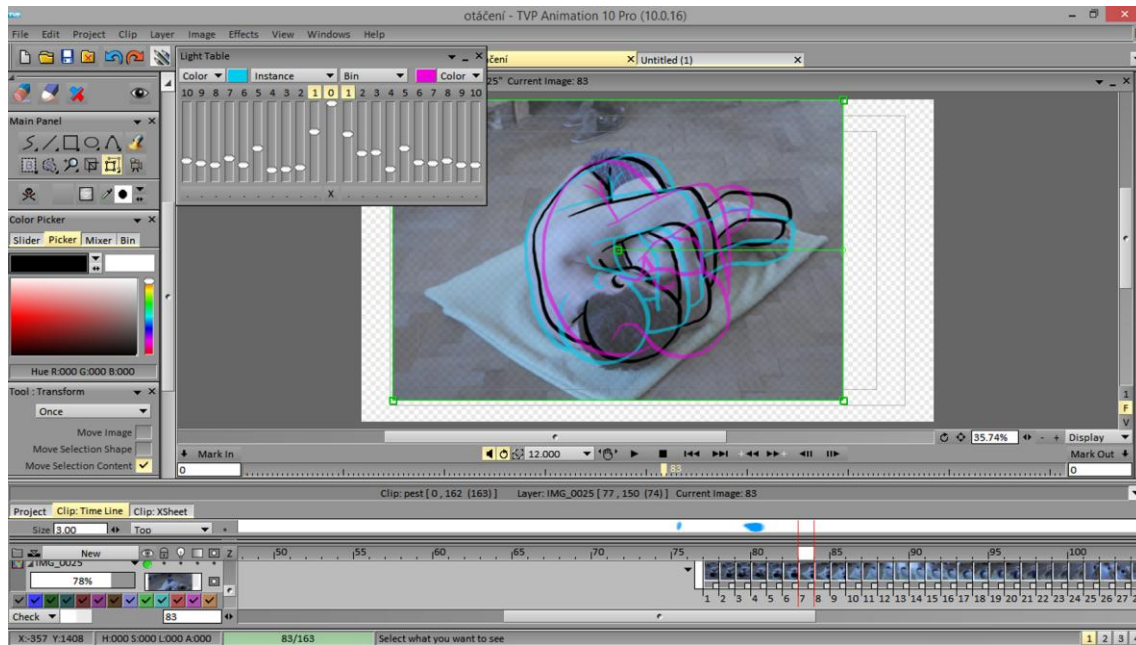 otáčení - TVP Animation 10 Pro (10.0.16)
File Edit Project Clip Layer Image Effects View Windows Help
Light Table
čení
Untitled (1)
Color Instance Bin Color
25" Current Image: 83
10 9 8 7 6 5 4 3 2 1 0 1 2 3 4 5 6 7 8 9 10
Main Panel
X
Color Picker
Slider Picker Mixer Bin
Hue R:000 G:000 B:000
Tool : Transform
Once
Move Image
Move Selection Shape
Move Selection Content
1
F
V
35.74% - + Display
Mark In 12.000 Mark Out
0 83 0
Clip: pest [ 0 , 162 (163) ] Layer: IMG_0025 [ 77 , 150 (74) ] Current Image: 83
Project Clip: Time Line Clip: XSheet
Size 3.00 Top
New Z 50 55 60 65 70 75 80 85 90 95 100
IMG_0025
78%
1 2 3 4 5 6 7 8 9 10 11 12 13 14 15 16 17 18 19 20 21 22 23 24 25 26 27
Check 83
X:-357 Y:1408 H:000 S:000 L:000 A:000 83/163 Select what you want to see 1 2 3